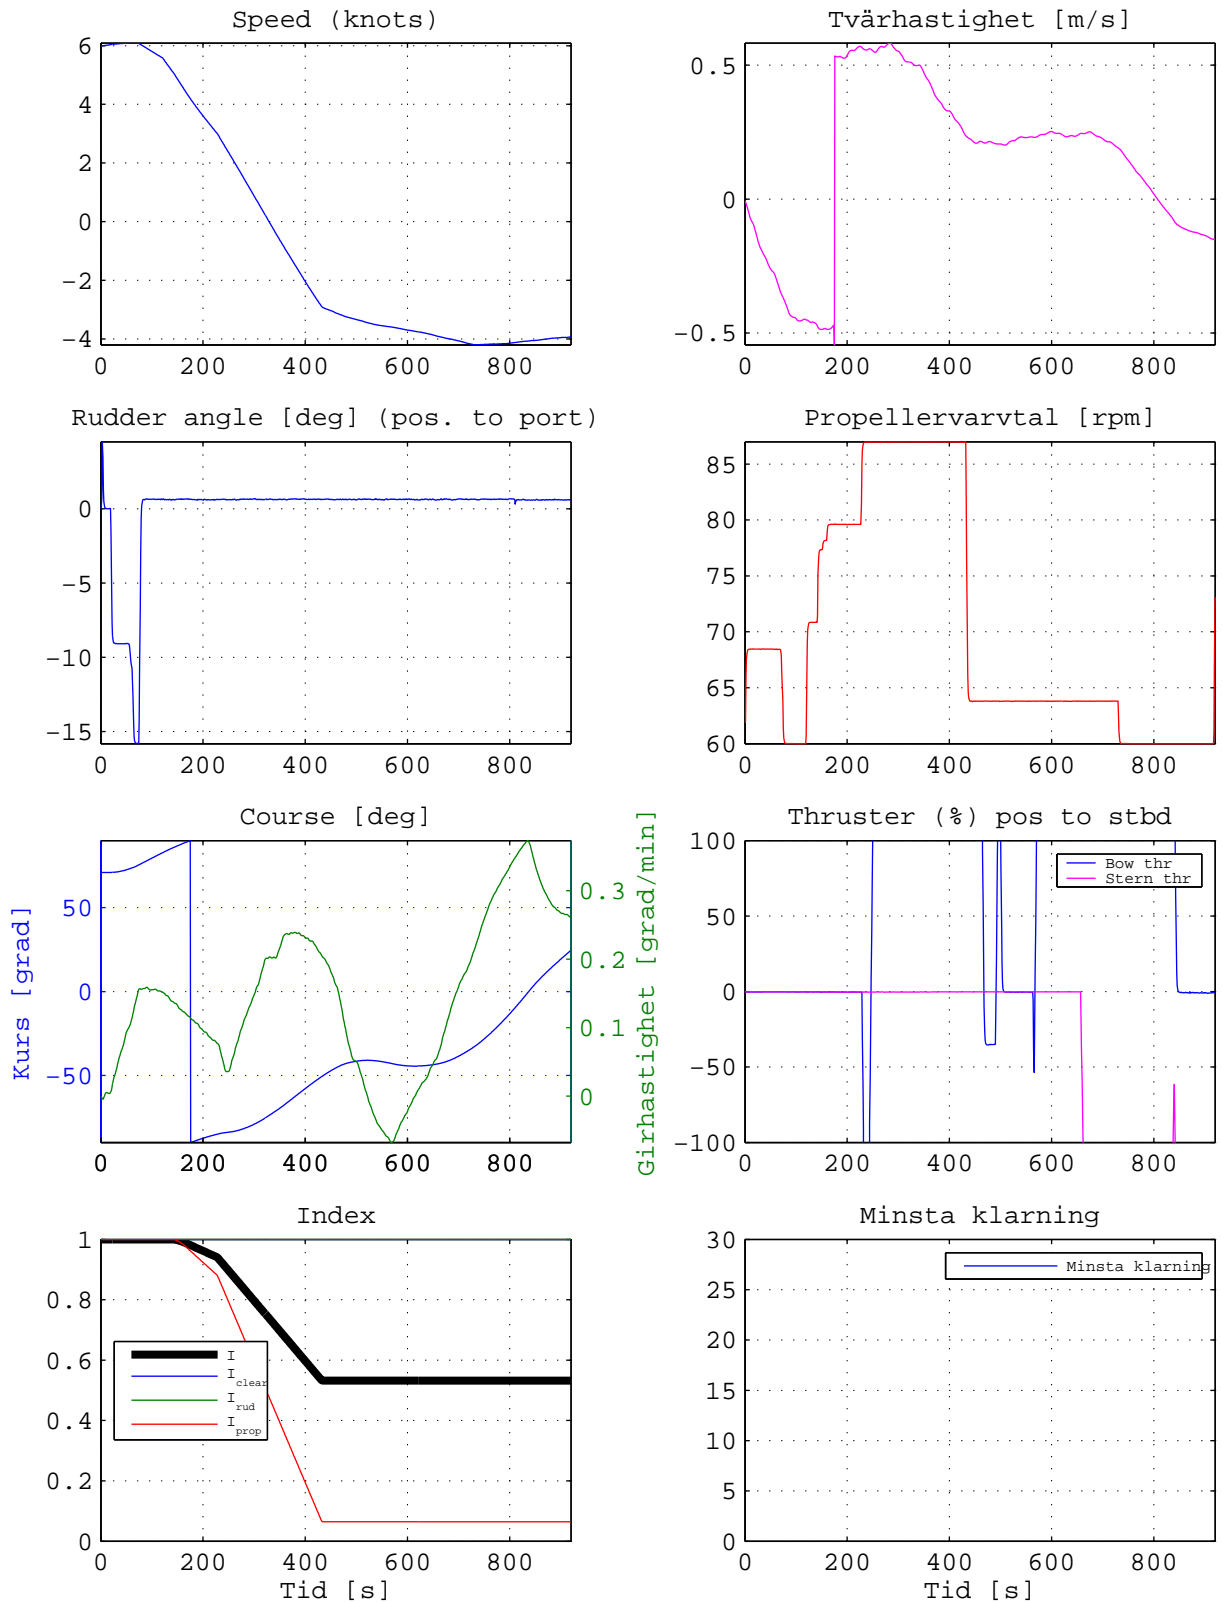 Speed (knots)
6
4
2
0
−2
−4
0 200 400 600 800
Tvärhastighet [m/s]
0.5
0
−0.5
0 200 400 600 800
Rudder angle [deg] (pos. to port)
0
−5
−10
−15
0 200 400 600 800
Propellervarvtal [rpm]
85
80
75
70
65
60
0 200 400 600 800
Course [deg]
Kurs [grad]
50
0
−50
0 200 400 600 800
0.3
0.2
0.1
0
Girhastighet [grad/min]
Thruster (%) pos to stbd
100
50
0
−50
−100
0 200 400 600 800
Bow thr
Stern thr
Index
1
0.8
0.6
0.4
0.2
0
0 200 400 600 800
I
I clear
I rud
I prop
Tid [s]
Minsta klarning
30
25
20
15
10
5
0
0 200 400 600 800
Minsta klarning
Tid [s]